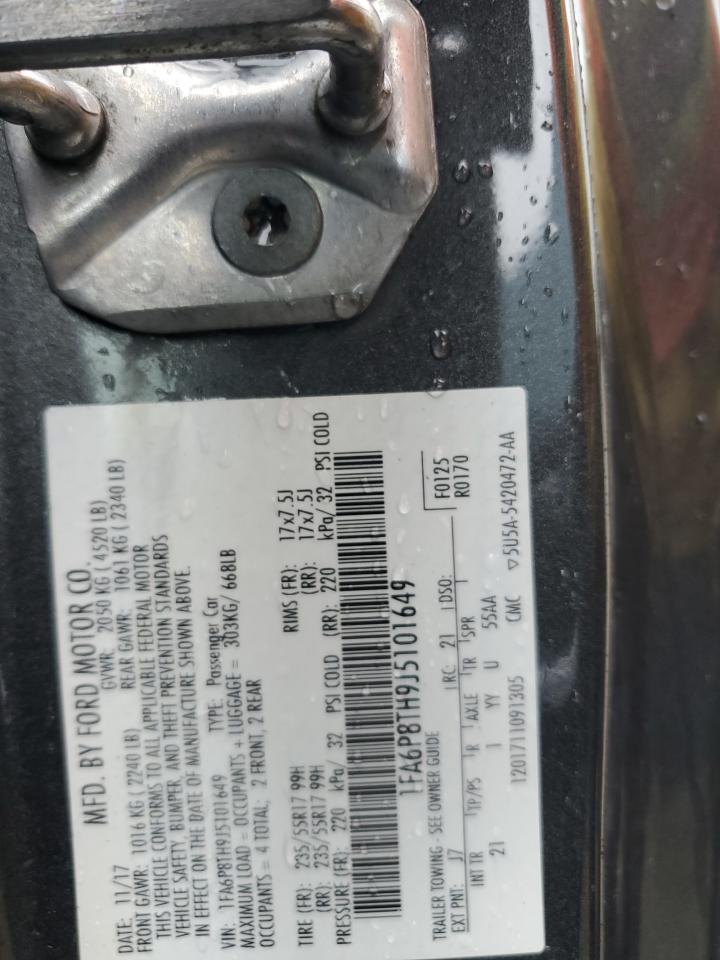 MFD. BY FORD MOTOR CO.
DATE: 11/17 GVWR: 2050 KG ( 4520 LB)
FRONT GAWR: 1016 KG ( 2240 LB) REAR GAWR: 1061 KG ( 2340 LB)
THIS VEHICLE CONFORMS TO ALL APPLICABLE FEDERAL MOTOR
VEHICLE SAFETY, BUMPER, AND THEFT PREVENTION STANDARDS
IN EFFECT ON THE DATE OF MANUFACTURE SHOWN ABOVE.
VIN: 1FA6P8TH9J5101649 TYPE: Passenger Car
MAXIMUM LOAD = OCCUPANTS + LUGGAGE = 303KG/ 668LB
OCCUPANTS = 4 TOTAL; 2 FRONT, 2 REAR
TIRE (FR): 235/55R17 99H RIMS (FR): 17x7.5J
(RR): 235/55R17 99H (RR): 17x7.5J
PRESSURE (FR): 220 kPa/ 32 PSI COLD (RR): 220 kPa/ 32 PSI COLD
1FA6P8TH9J5101649
TRAILER TOWING - SEE OWNER GUIDE F0125
EXT PNT: J7 RC: 21 DSO: R0170
INT TR TP/PS R AXLE TR SPR
21 I YY U 55AA
1201711091305 CMC ▽5U5A-5420472-AA